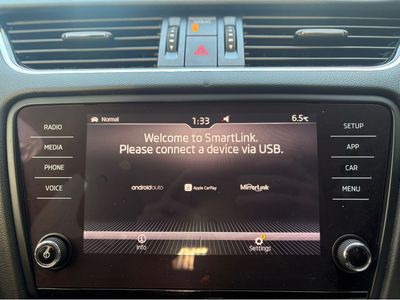 RADIO
MEDIA
PHONE
VOICE
Normal
1:33
6.5°C
Welcome to SmartLink.
Please connect a device via USB.
androidauto
Apple CarPlay
MirrorLink
Info
Settings
SETUP
APP
CAR
MENU